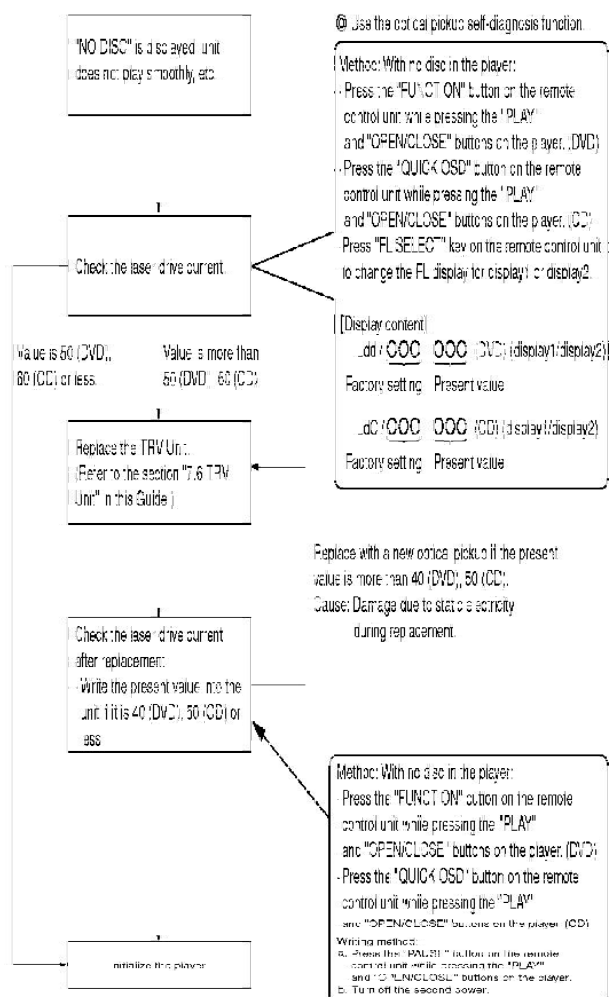 @ Use the optical pickup self-diagnosis function.
"NO DISC" is displayed, unit
does not play smoothly, etc.
Method: With no disc in the player:
- Press the "FUNCTION" button on the remote
control unit while pressing the "PLAY"
and "OPEN/CLOSE" buttons on the player. (DVD)
- Press the "QUICK OSD" button on the remote
control unit while pressing the "PLAY"
and "OPEN/CLOSE" buttons on the player. (CD)
Press "FL SELECT" key on the remote control unit
to change the FL display for display1 or display2.
[Display content]
Ldd / OOO OOO (DVD) (display1/display2)
Factory setting Present value
LdC / OOO OOO (CD) (display1/display2)
Factory setting Present value
Check the laser drive current.
Value is 50 (DVD),
60 (CD) or less.
Value is more than
50 (DVD), 60 (CD)
Replace the TRV Unit.
(Refer to the section "7.6 TRV
Unit" in this Guide.)
Replace with a new optical pickup if the present
value is more than 40 (DVD), 50 (CD).
Cause: Damage due to static electricity
during replacement.
Check the laser drive current
after replacement
- Write the present value into the
unit if it is 40 (DVD), 50 (CD) or
less
Method: With no disc in the player:
- Press the "FUNCTION" button on the remote
control unit while pressing the "PLAY"
and "OPEN/CLOSE" buttons on the player. (DVD)
- Press the "QUICK OSD" button on the remote
control unit while pressing the "PLAY"
and "OPEN/CLOSE" buttons on the player (CD)
Writing method:
a. Press the "PAUSE" button on the remote
control unit while pressing the "PLAY"
and "OPEN/CLOSE" buttons on the player.
b. Turn off the second power.
Initialize the player